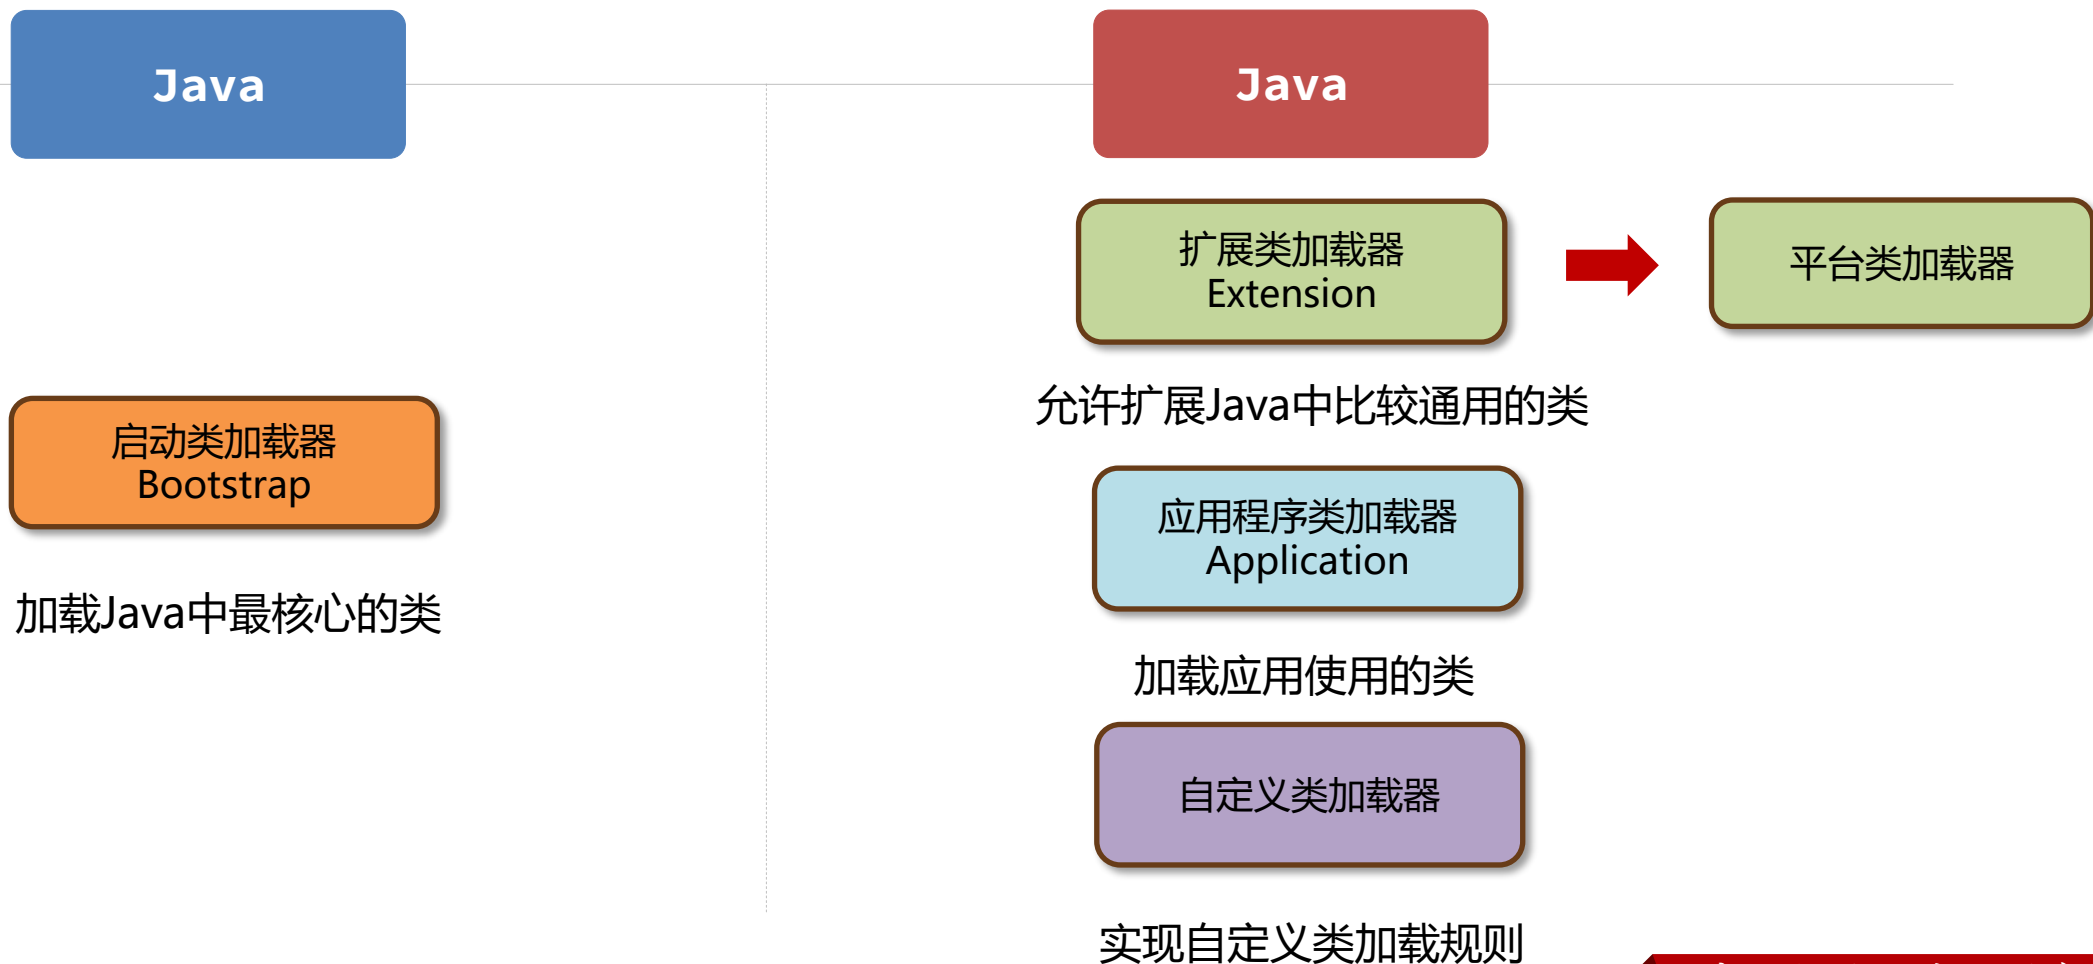 Java
Java
扩展类加载器
Extension
平台类加载器
允许扩展Java中比较通用的类
启动类加载器
Bootstrap
应用程序类加载器
Application
加载Java中最核心的类
加载应用使用的类
自定义类加载器
实现自定义类加载规则